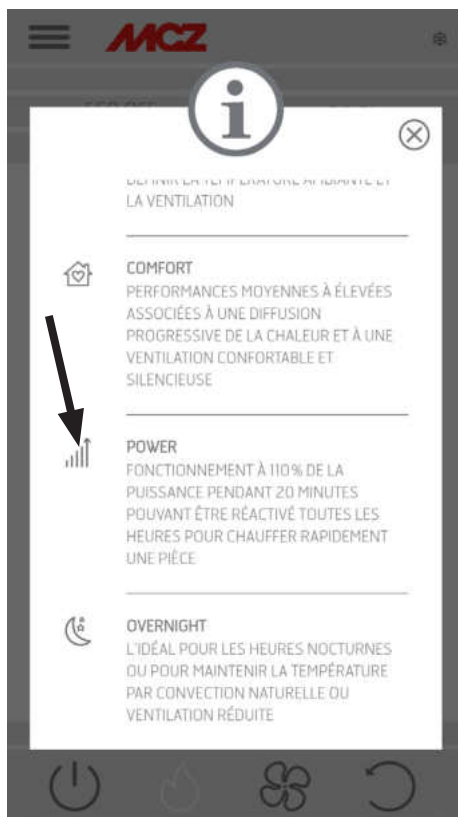 MCZ
i
LA VENTILATION
COMFORT
PERFORMANCES MOYENNES À ÉLEVÉES
ASSOCIÉES À UNE DIFFUSION
PROGRESSIVE DE LA CHALEUR ET À UNE
VENTILATION CONFORTABLE ET
SILENCIEUSE
POWER
FONCTIONNEMENT À 110% DE LA
PUISSANCE PENDANT 20 MINUTES
POUVANT ÊTRE RÉACTIVÉ TOUTES LES
HEURES POUR CHAUFFER RAPIDEMENT
UNE PIÈCE
OVERNIGHT
L'IDÉAL POUR LES HEURES NOCTURNES
OU POUR MAINTENIR LA TEMPÉRATURE
PAR CONVECTION NATURELLE OU
VENTILATION RÉDUITE